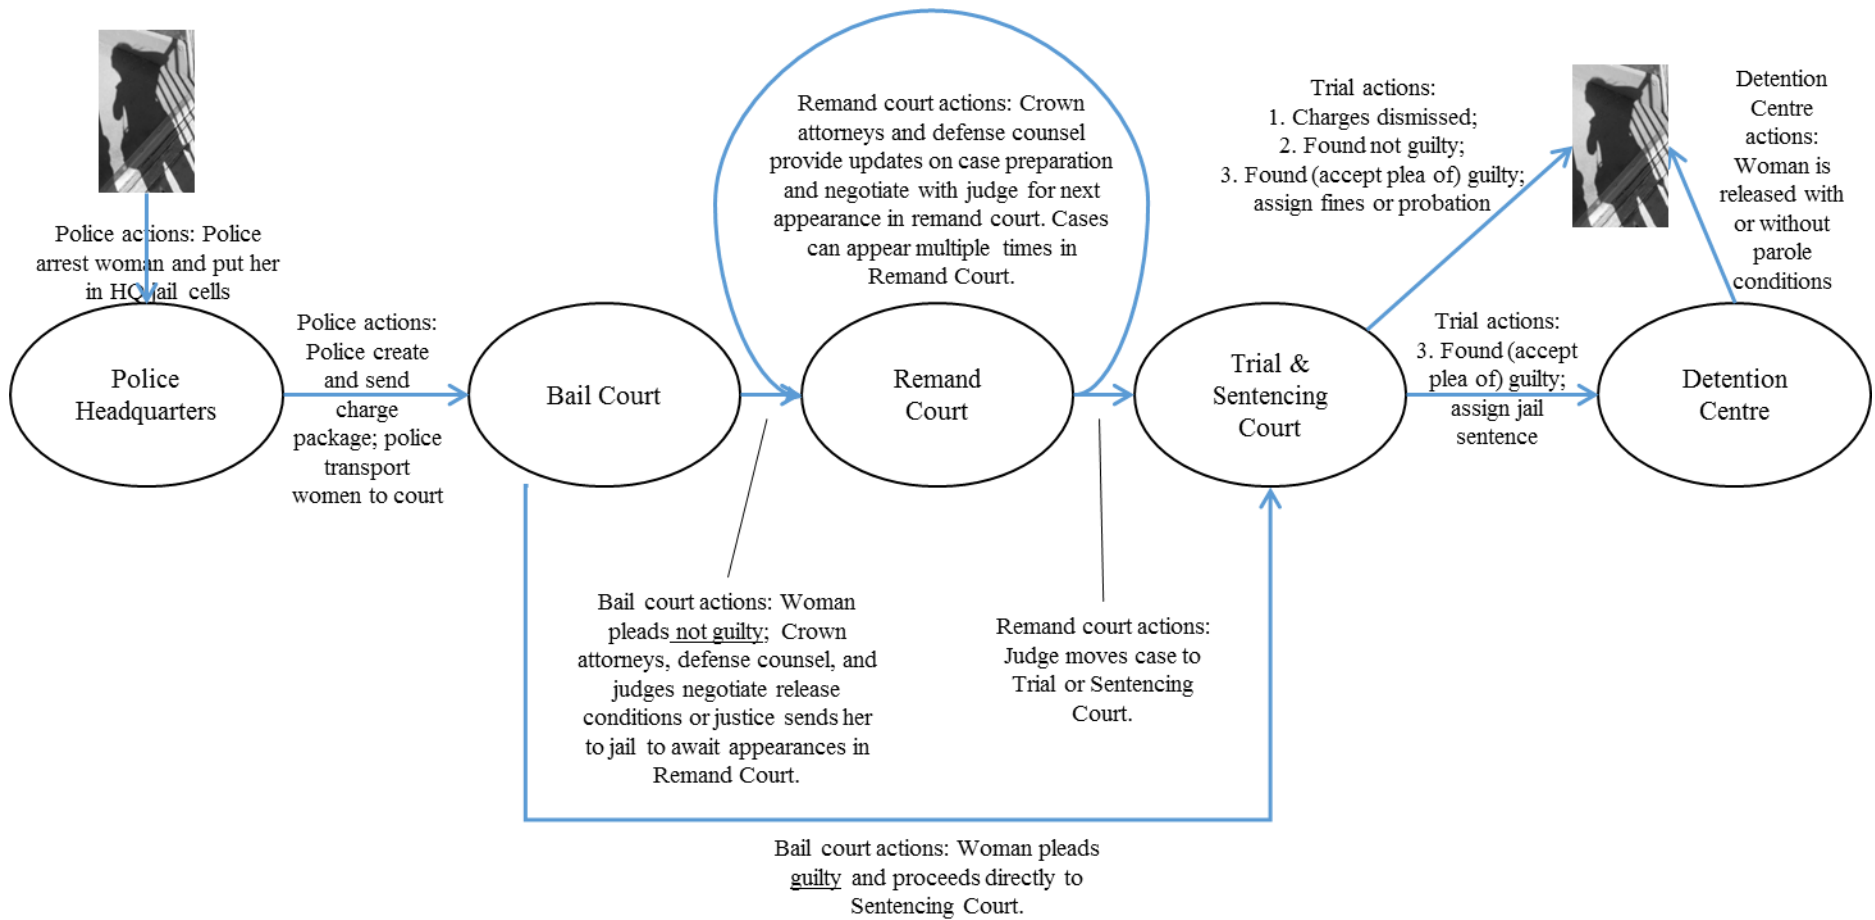 Police actions: Police
arrest woman and put her
in HQ jail cells
Police
Headquarters
Police actions:
Police create
and send
charge
package; police
transport
women to court
Bail Court
Remand court actions: Crown
attorneys and defense counsel
provide updates on case preparation
and negotiate with judge for next
appearance in remand court. Cases
can appear multiple times in
Remand Court.
Remand
Court
Bail court actions: Woman
pleads not guilty; Crown
attorneys, defense counsel, and
judges negotiate release
conditions or justice sends her
to jail to await appearances in
Remand Court.
Remand court actions:
Judge moves case to
Trial or Sentencing
Court.
Bail court actions: Woman pleads
guilty and proceeds directly to
Sentencing Court.
Trial &
Sentencing
Court
Trial actions:
1. Charges dismissed;
2. Found not guilty;
3. Found (accept plea of) guilty;
assign fines or probation
Trial actions:
3. Found (accept
plea of) guilty;
assign jail
sentence
Detention
Centre
Detention
Centre
actions:
Woman is
released with
or without
parole
conditions